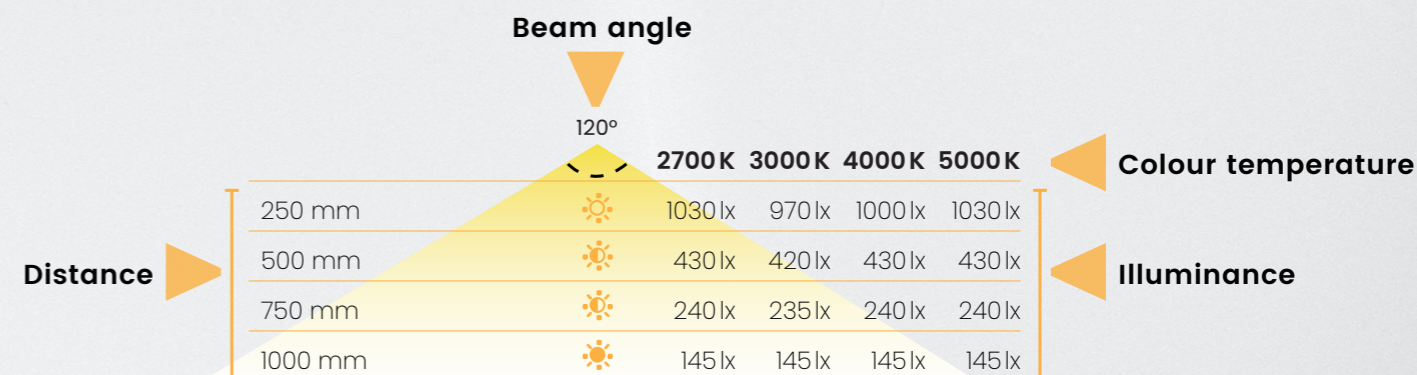 Beam angle
120°
2700 K 3000 K 4000 K 5000 K
Colour temperature
250 mm 1030 lx 970 lx 1000 lx 1030 lx
500 mm 430 lx 420 lx 430 lx 430 lx
Distance
Illuminance
750 mm 240 lx 235 lx 240 lx 240 lx
1000 mm 145 lx 145 lx 145 lx 145 lx